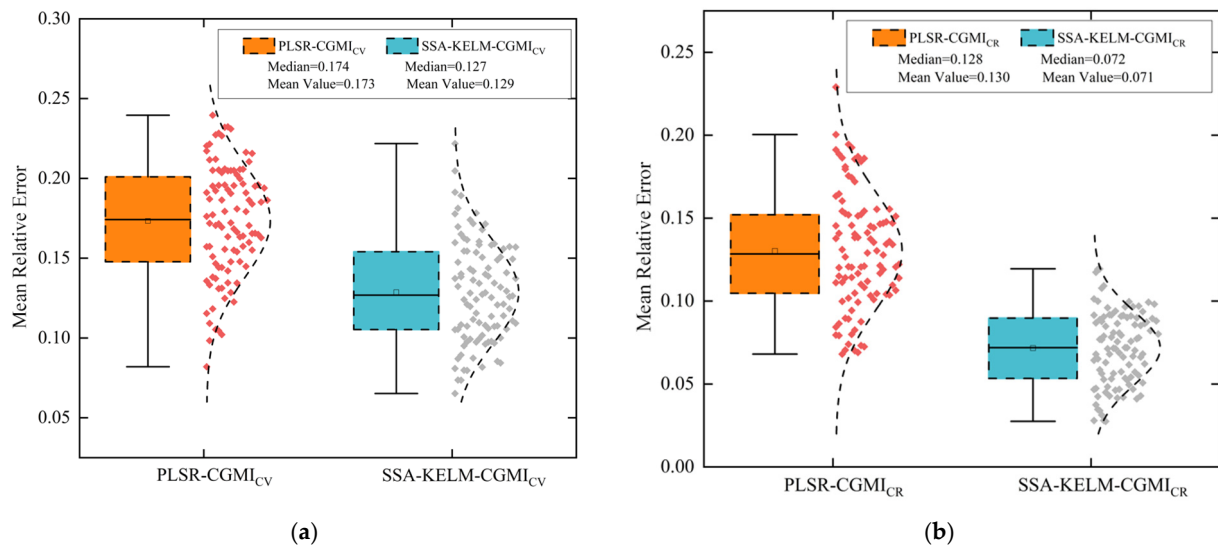 0.30
0.25
0.20
0.15
0.10
0.05
Mean Relative Error
PLSR-CGMI_CV SSA-KELM-CGMI_CV
Median=0.174 Median=0.127
Mean Value=0.173 Mean Value=0.129
PLSR-CGMI_CV SSA-KELM-CGMI_CV
(a)
0.25
0.20
0.15
0.10
0.05
0.00
Mean Relative Error
PLSR-CGMI_CR SSA-KELM-CGMI_CR
Median=0.128 Median=0.072
Mean Value=0.130 Mean Value=0.071
PLSR-CGMI_CR SSA-KELM-CGMI_CR
(b)